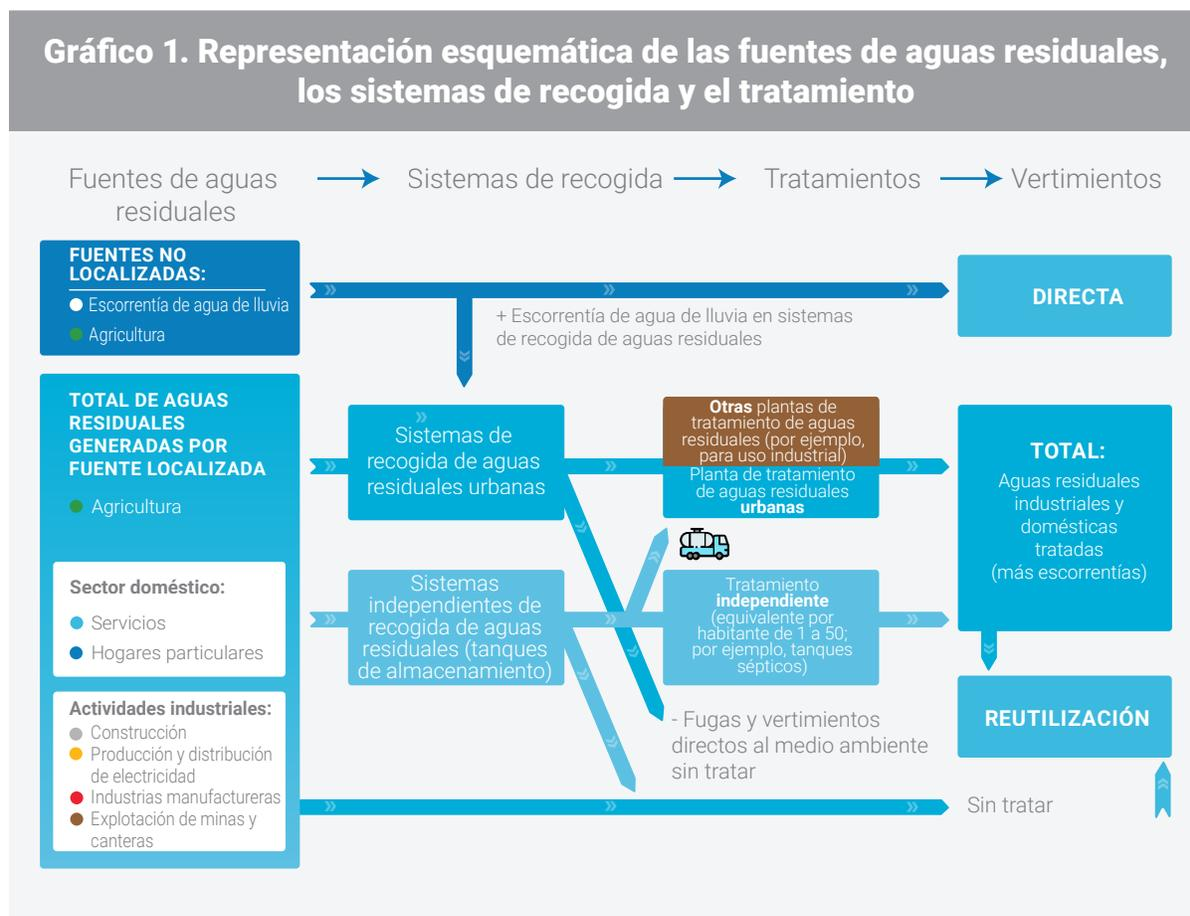 Gráfico 1. Representación esquemática de las fuentes de aguas residuales,
los sistemas de recogida y el tratamiento
Fuentes de aguas
residuales
Sistemas de recogida
Tratamientos
Vertimientos
FUENTES NO
LOCALIZADAS:
Escorrentía de agua de lluvia
Agricultura
+ Escorrentía de agua de lluvia en sistemas
de recogida de aguas residuales
DIRECTA
TOTAL DE AGUAS
RESIDUALES
GENERADAS POR
FUENTE LOCALIZADA
Agricultura
Sector doméstico:
Servicios
Hogares particulares
Actividades industriales:
Construcción
Producción y distribución
de electricidad
Industrias manufactureras
Explotación de minas y
canteras
Sistemas de
recogida de aguas
residuales urbanas
Sistemas
independientes de
recogida de aguas
residuales (tanques
de almacenamiento)
Otras plantas de
tratamiento de aguas
residuales (por ejemplo,
para uso industrial)
Planta de tratamiento
de aguas residuales
urbanas
Tratamiento
independiente
(equivalente por
habitante de 1 a 50;
por ejemplo, tanques
sépticos)
- Fugas y vertimientos
directos al medio ambiente
sin tratar
TOTAL:
Aguas residuales
industriales y
domésticas
tratadas
(más escorrentías)
REUTILIZACIÓN
Sin tratar